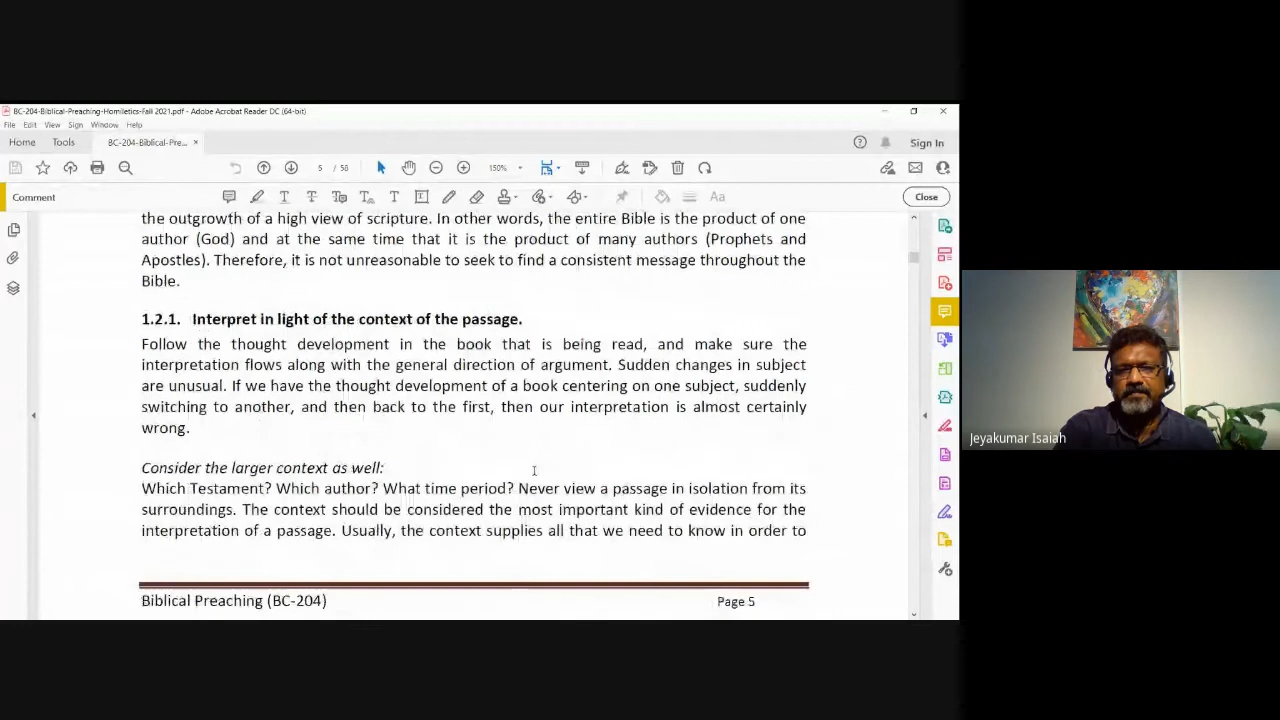 BC-204-Biblical-Preaching-Homiletics-Fall 2021.pdf - Adobe Acrobat Reader DC (64-bit)
File Edit View Sign Window Help
Home Tools BC-204-Biblical-Pre... × Sign In
5 / 58 150%
Comment Aa Close
the outgrowth of a high view of scripture. In other words, the entire Bible is the product of one
author (God) and at the same time that it is the product of many authors (Prophets and
Apostles). Therefore, it is not unreasonable to seek to find a consistent message throughout the
Bible.
1.2.1. Interpret in light of the context of the passage.
Follow the thought development in the book that is being read, and make sure the
interpretation flows along with the general direction of argument. Sudden changes in subject
are unusual. If we have the thought development of a book centering on one subject, suddenly
switching to another, and then back to the first, then our interpretation is almost certainly
wrong.
Consider the larger context as well:
Which Testament? Which author? What time period? Never view a passage in isolation from its
surroundings. The context should be considered the most important kind of evidence for the
interpretation of a passage. Usually, the context supplies all that we need to know in order to
Biblical Preaching (BC-204) Page 5
Jeyakumar Isaiah